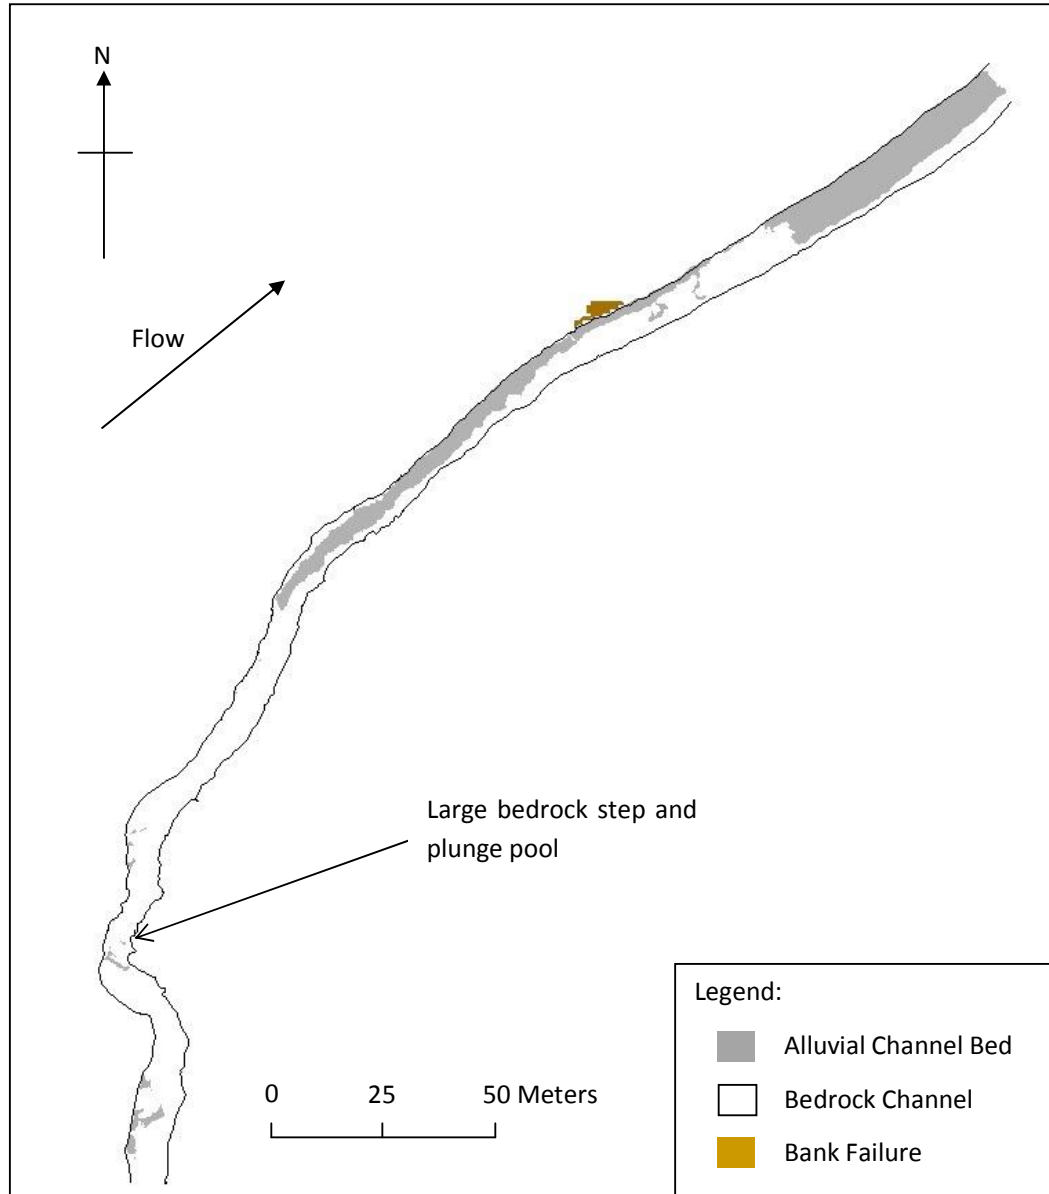 N
Flow
Large bedrock step and
plunge pool
Legend:
Alluvial Channel Bed
0 25 50 Meters
Bedrock Channel
Bank Failure